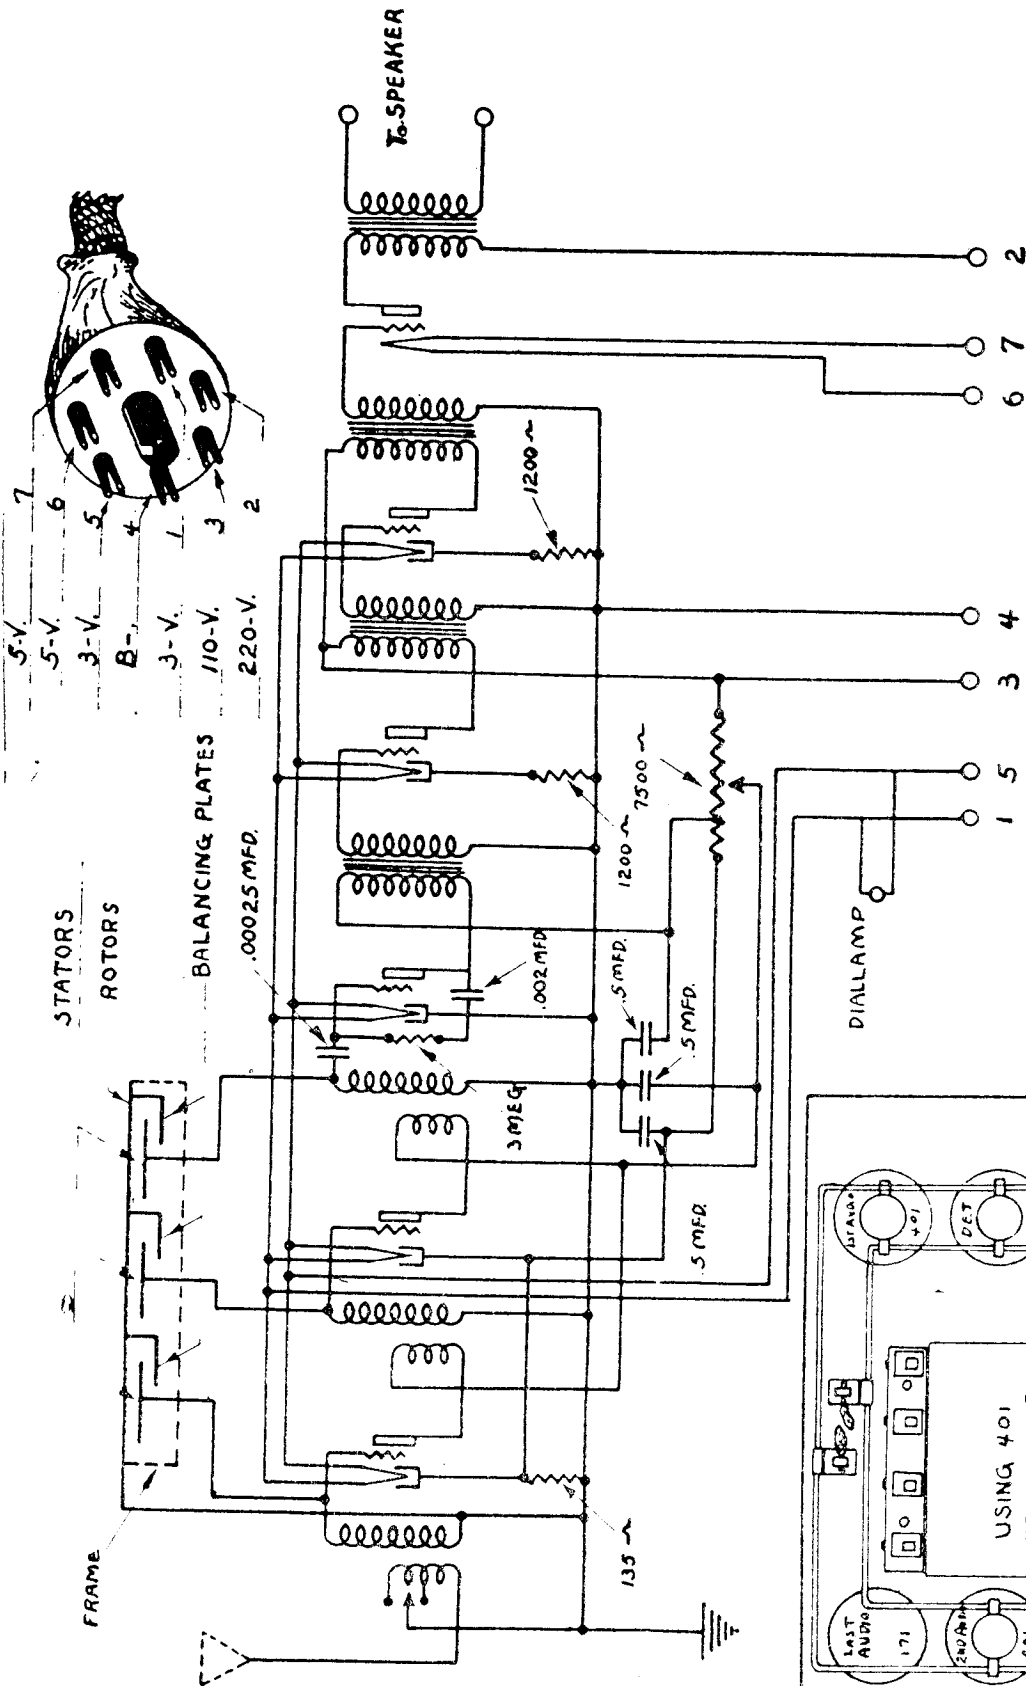 5-V. 7
5-V. 6
3-V. 5
B- 4
3-V. 1
110-V. 3
220-V. 2
STATORS
ROTORS
BALANCING PLATES
FRAME
.00025 MFD.
To SPEAKER
1200 ~
.002 MFD
3 MEG
1200 ~
7500 ~
.5 MFD.
.5 MFD.
.5 MFD.
135 ~
DIAL LAMP
1 5 3 4 6 7 2
LAST AUDIO
171
2ND AUDIO
1ST AUDIO
401
DET
USING 401